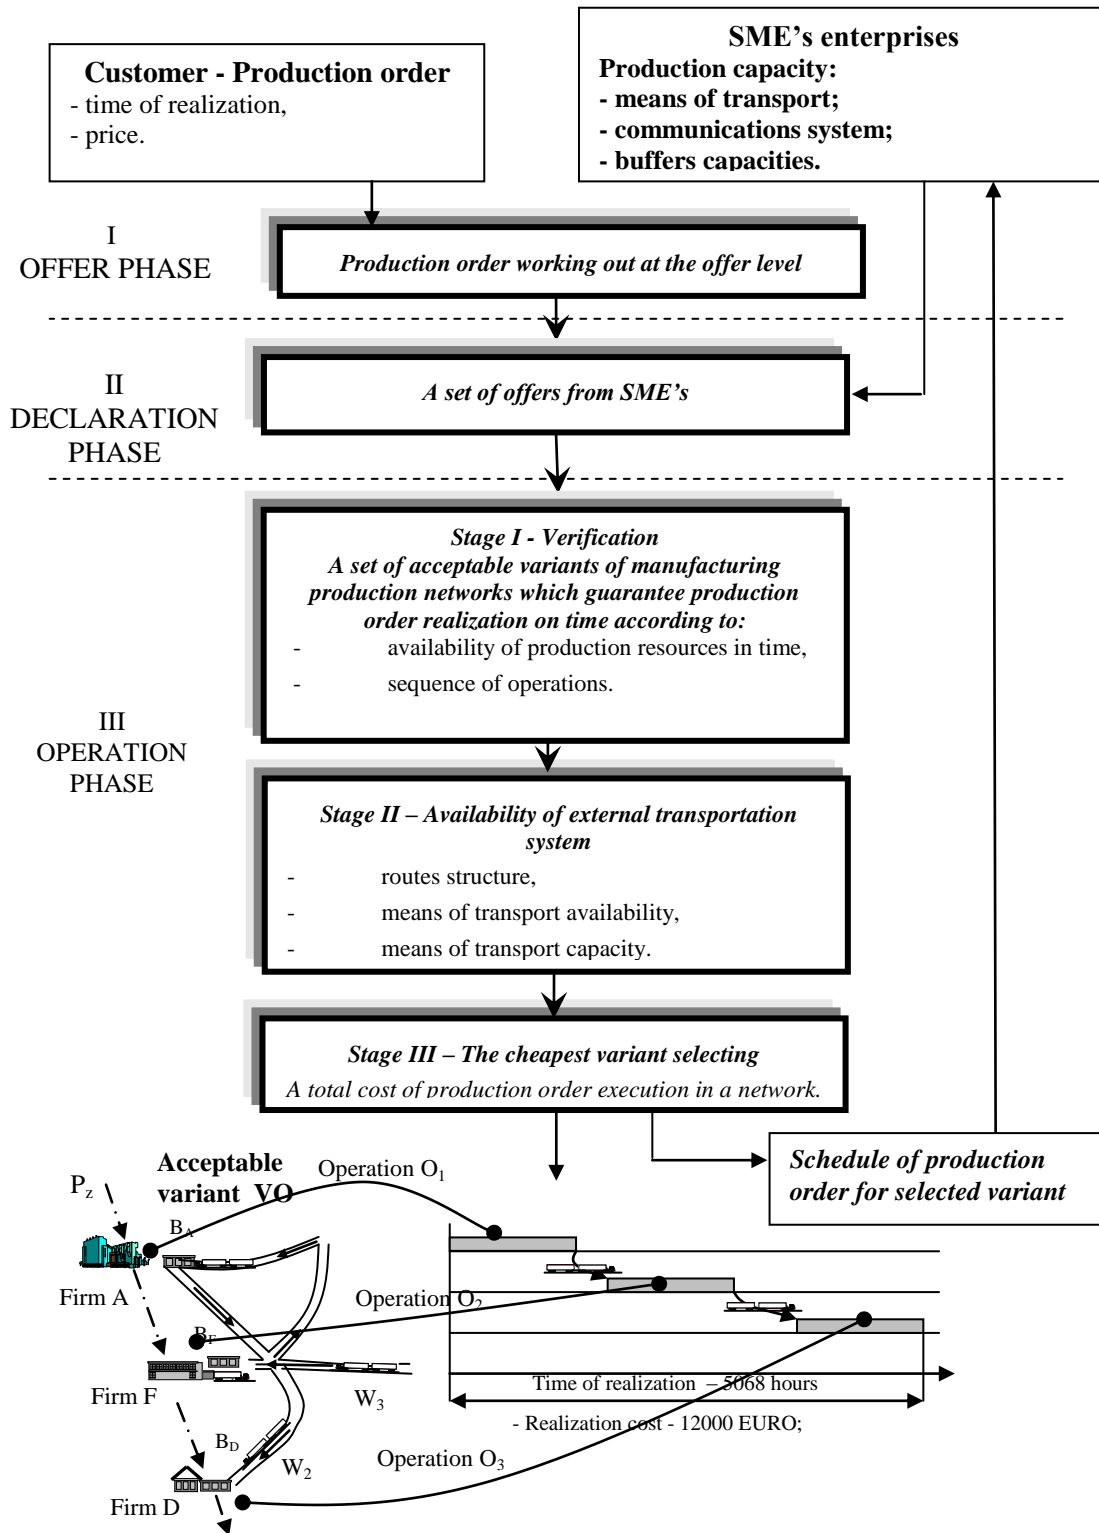 Customer - Production order
- time of realization,
- price.
SME's enterprises
Production capacity:
- means of transport;
- communications system;
- buffers capacities.
I
OFFER PHASE
Production order working out at the offer level
II
DECLARATION
PHASE
A set of offers from SME's
III
OPERATION
PHASE
Stage I - Verification
A set of acceptable variants of manufacturing
production networks which guarantee production
order realization on time according to:
- availability of production resources in time,
- sequence of operations.
Stage II – Availability of external transportation
system
- routes structure,
- means of transport availability,
- means of transport capacity.
Stage III – The cheapest variant selecting
A total cost of production order execution in a network.
Schedule of production
order for selected variant
Acceptable
variant VO
Operation O1
Pz
BA
Firm A
Operation O2
BF
Firm F
W3
Time of realization – 5068 hours
- Realization cost - 12000 EURO;
BD
W2
Operation O3
Firm D